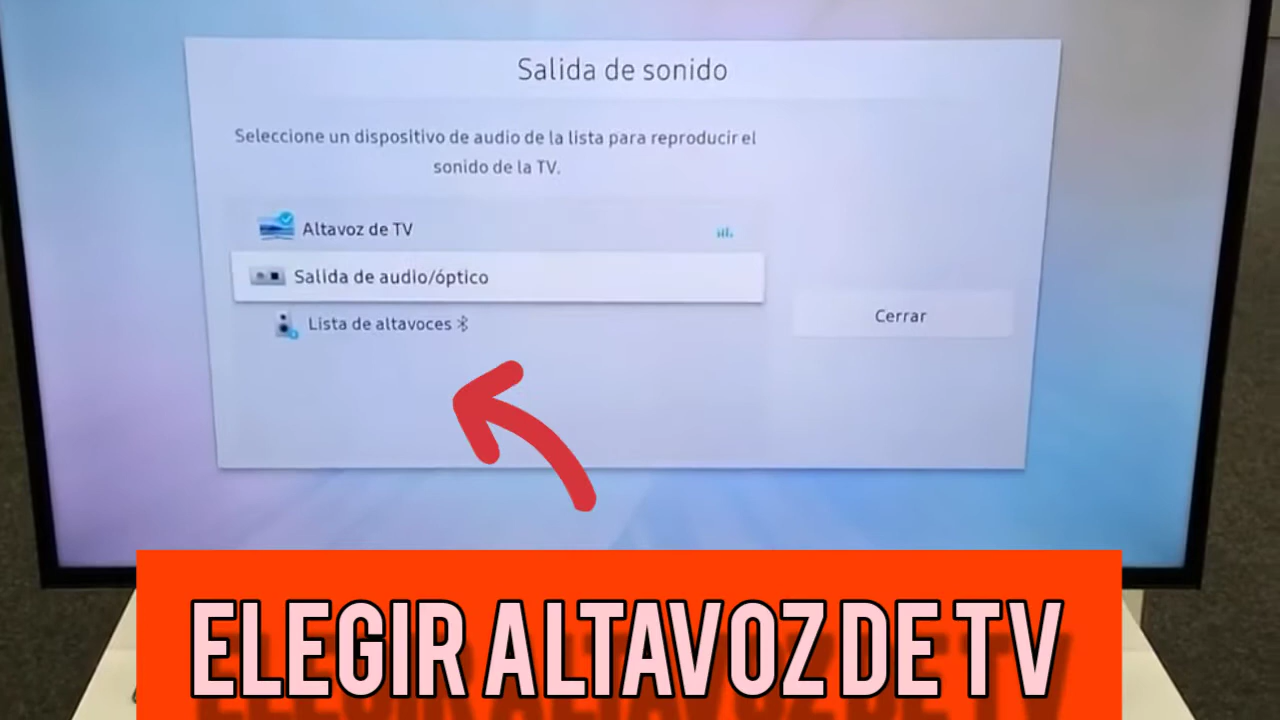 Salida de sonido
Seleccione un dispositivo de audio de la lista para reproducir el
sonido de la TV.
Altavoz de TV
Salida de audio/óptico
Lista de altavoces
Cerrar
ELEGIR ALTAVOZ DE TV